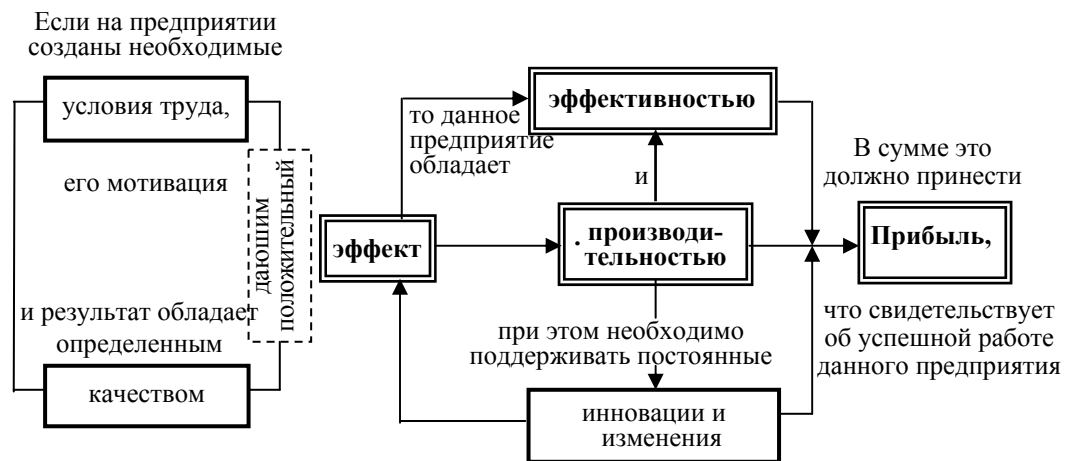 Если на предприятии
созданы необходимые
условия труда,
его мотивация
и результат обладает
определенным
качеством
даюшим
положительный
эффект
то данное
предприятие
обладает
эффективностью
и
. производи-
тельностью
при этом необходимо
поддерживать постоянные
инновации и
изменения
В сумме это
должно принести
Прибыль,
что свидетельствует
об успешной работе
данного предприятия